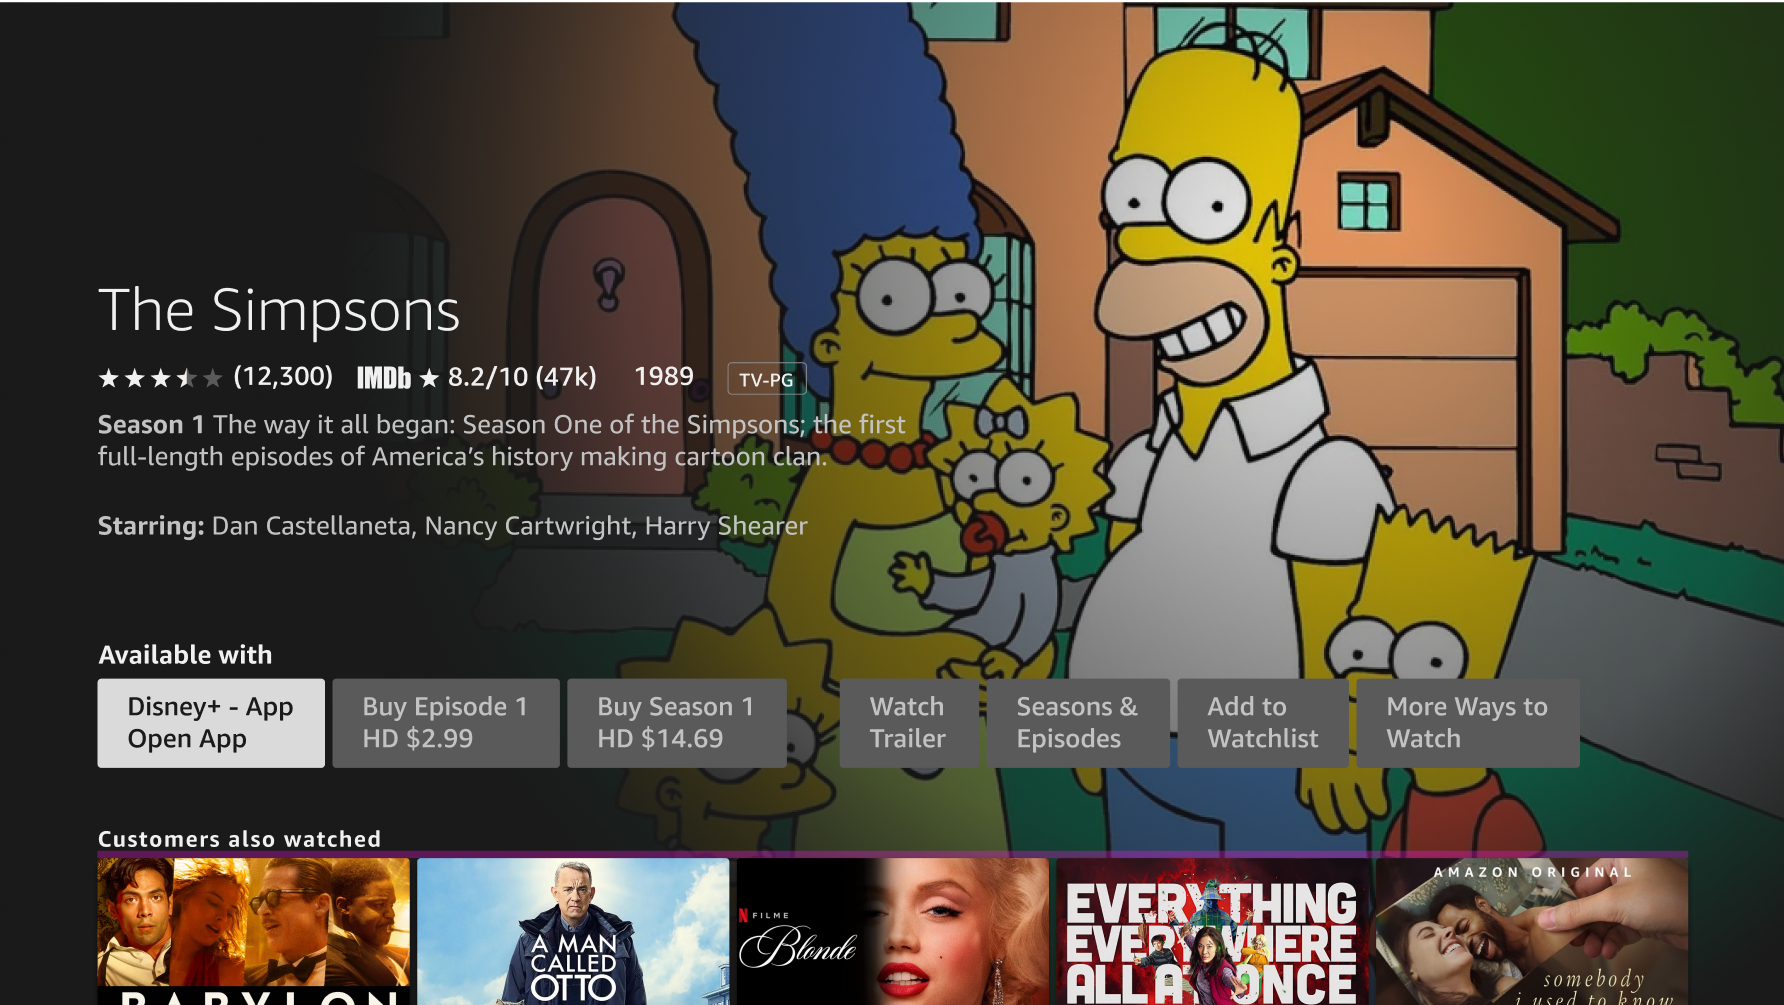 The Simpsons
(12,300) IMDb 8.2/10 (47k) 1989 TV-PG
Season 1 The way it all began: Season One of the Simpsons; the first
full-length episodes of America’s history making cartoon clan.
Starring: Dan Castellaneta, Nancy Cartwright, Harry Shearer
Available with
Disney+ - App
Open App
Buy Episode 1
HD $2.99
Buy Season 1
HD $14.69
Watch
Trailer
Seasons &
Episodes
Add to
Watchlist
More Ways to
Watch
Customers also watched
BABYLON
A MAN
CALLED
OTTO
N FILME
Blonde
EVERYTHING
EVERYWHERE
ALL AT ONCE
AMAZON ORIGINAL
somebody
i used to know